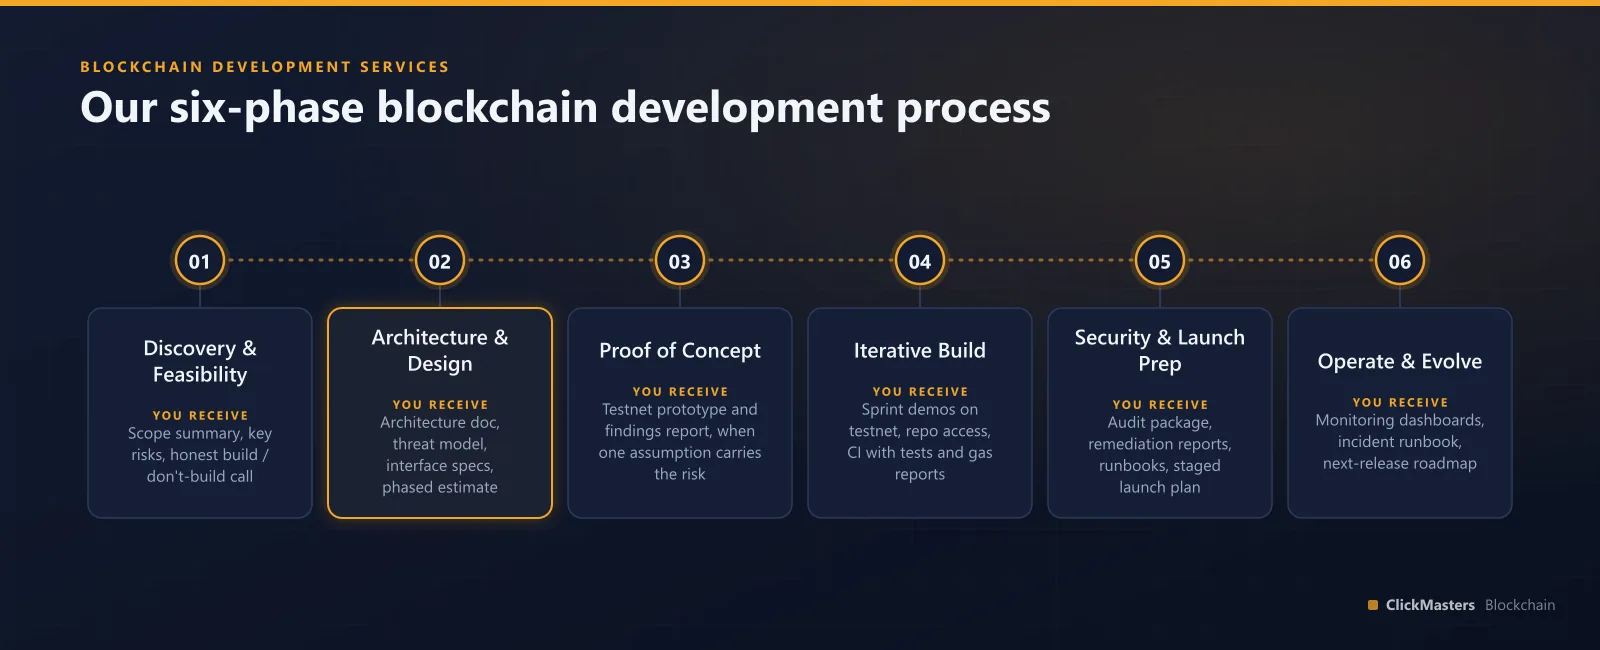 BLOCKCHAIN DEVELOPMENT SERVICES
Our six-phase blockchain development process
01
Discovery &
Feasibility
YOU RECEIVE
Scope summary, key
risks, honest build /
don't-build call
02
Architecture &
Design
YOU RECEIVE
Architecture doc,
threat model,
interface specs,
phased estimate
03
Proof of Concept
YOU RECEIVE
Testnet prototype and
findings report, when
one assumption carries
the risk
04
Iterative Build
YOU RECEIVE
Sprint demos on
testnet, repo access,
CI with tests and gas
reports
05
Security & Launch
Prep
YOU RECEIVE
Audit package,
remediation reports,
runbooks, staged
launch plan
06
Operate & Evolve
YOU RECEIVE
Monitoring dashboards,
incident runbook,
next-release roadmap
ClickMasters Blockchain